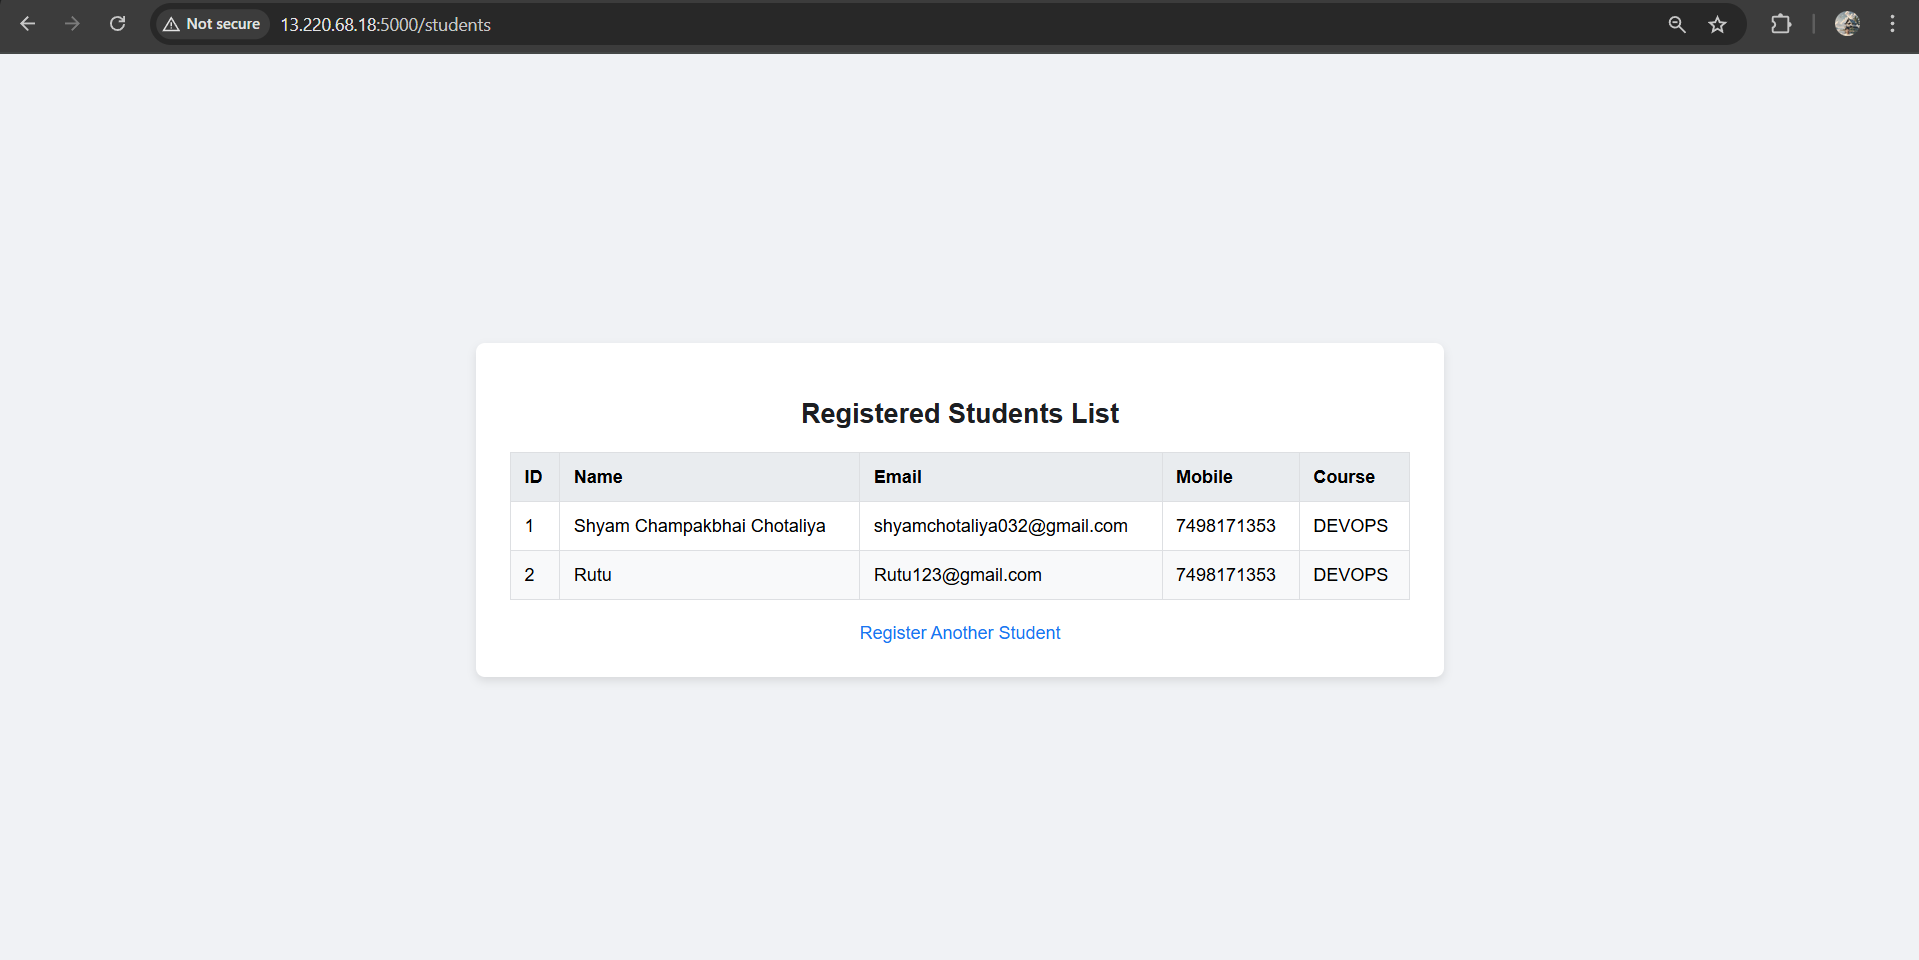 Not secure 13.220.68.18:5000/students
Registered Students List
ID Name Email Mobile Course
1 Shyam Champakbhai Chotaliya shyamchotaliya032@gmail.com 7498171353 DEVOPS
2 Rutu Rutu123@gmail.com 7498171353 DEVOPS
Register Another Student